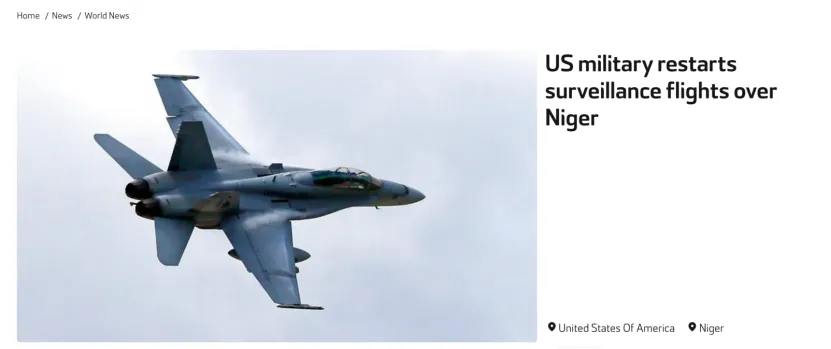 Home / News / World News
US military restarts
surveillance flights over
Niger
United States Of America Niger